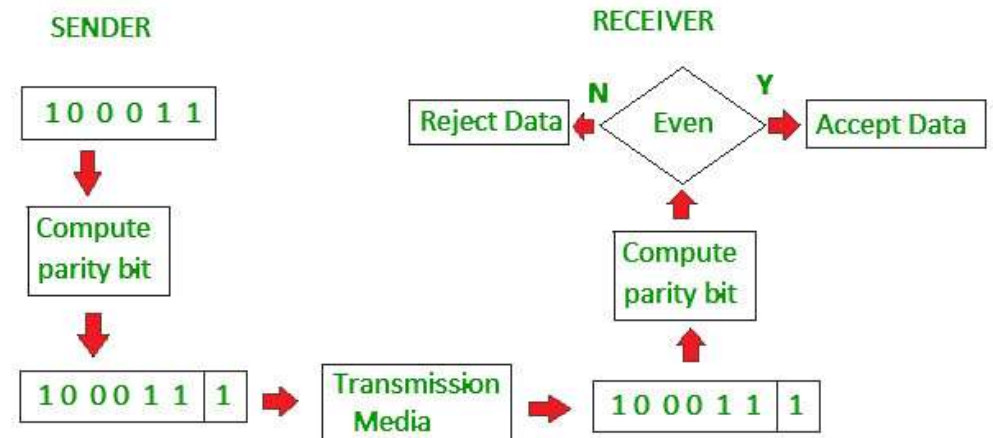 SENDER
1 0 0 0 1 1
Compute
parity bit
1 0 0 0 1 1 1
Transmission
Media
1 0 0 0 1 1 1
Compute
parity bit
Even
N
Y
Reject Data
Accept Data
RECEIVER